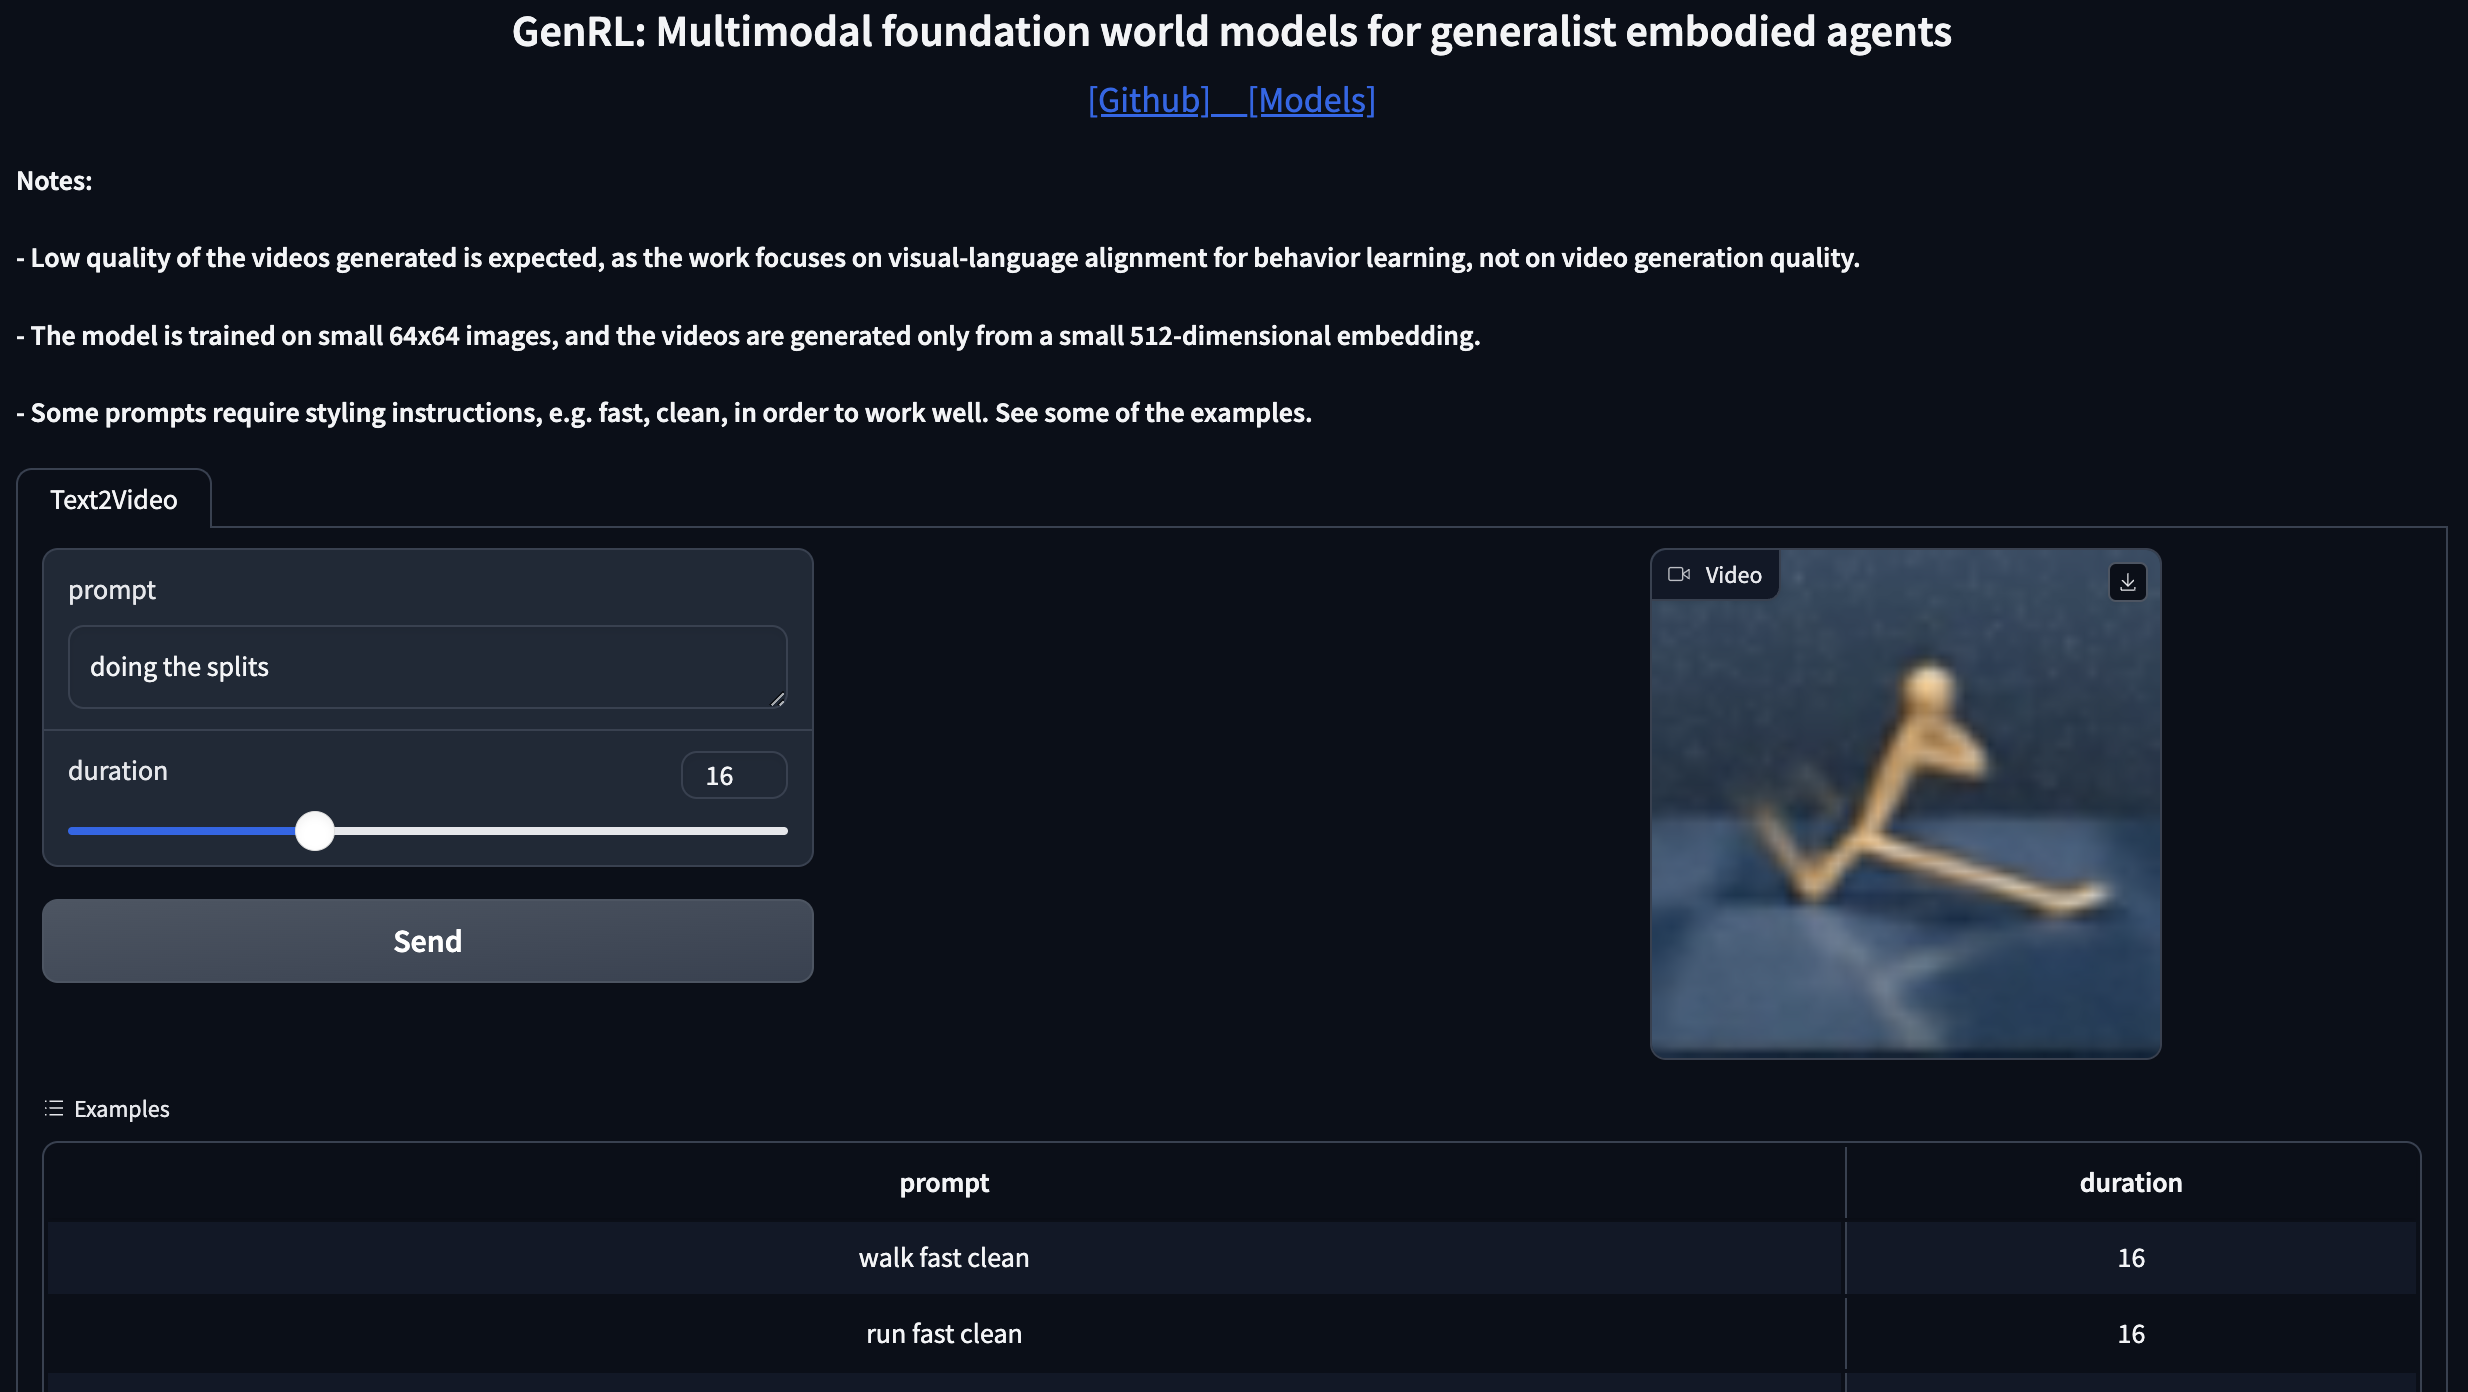 GenRL: Multimodal foundation world models for generalist embodied agents
[Github]__[Models]
Notes:
- Low quality of the videos generated is expected, as the work focuses on visual-language alignment for behavior learning, not on video generation quality.
- The model is trained on small 64x64 images, and the videos are generated only from a small 512-dimensional embedding.
- Some prompts require styling instructions, e.g. fast, clean, in order to work well. See some of the examples.
Text2Video
prompt
doing the splits
duration
16
Send
Video
Examples
prompt duration
walk fast clean 16
run fast clean 16